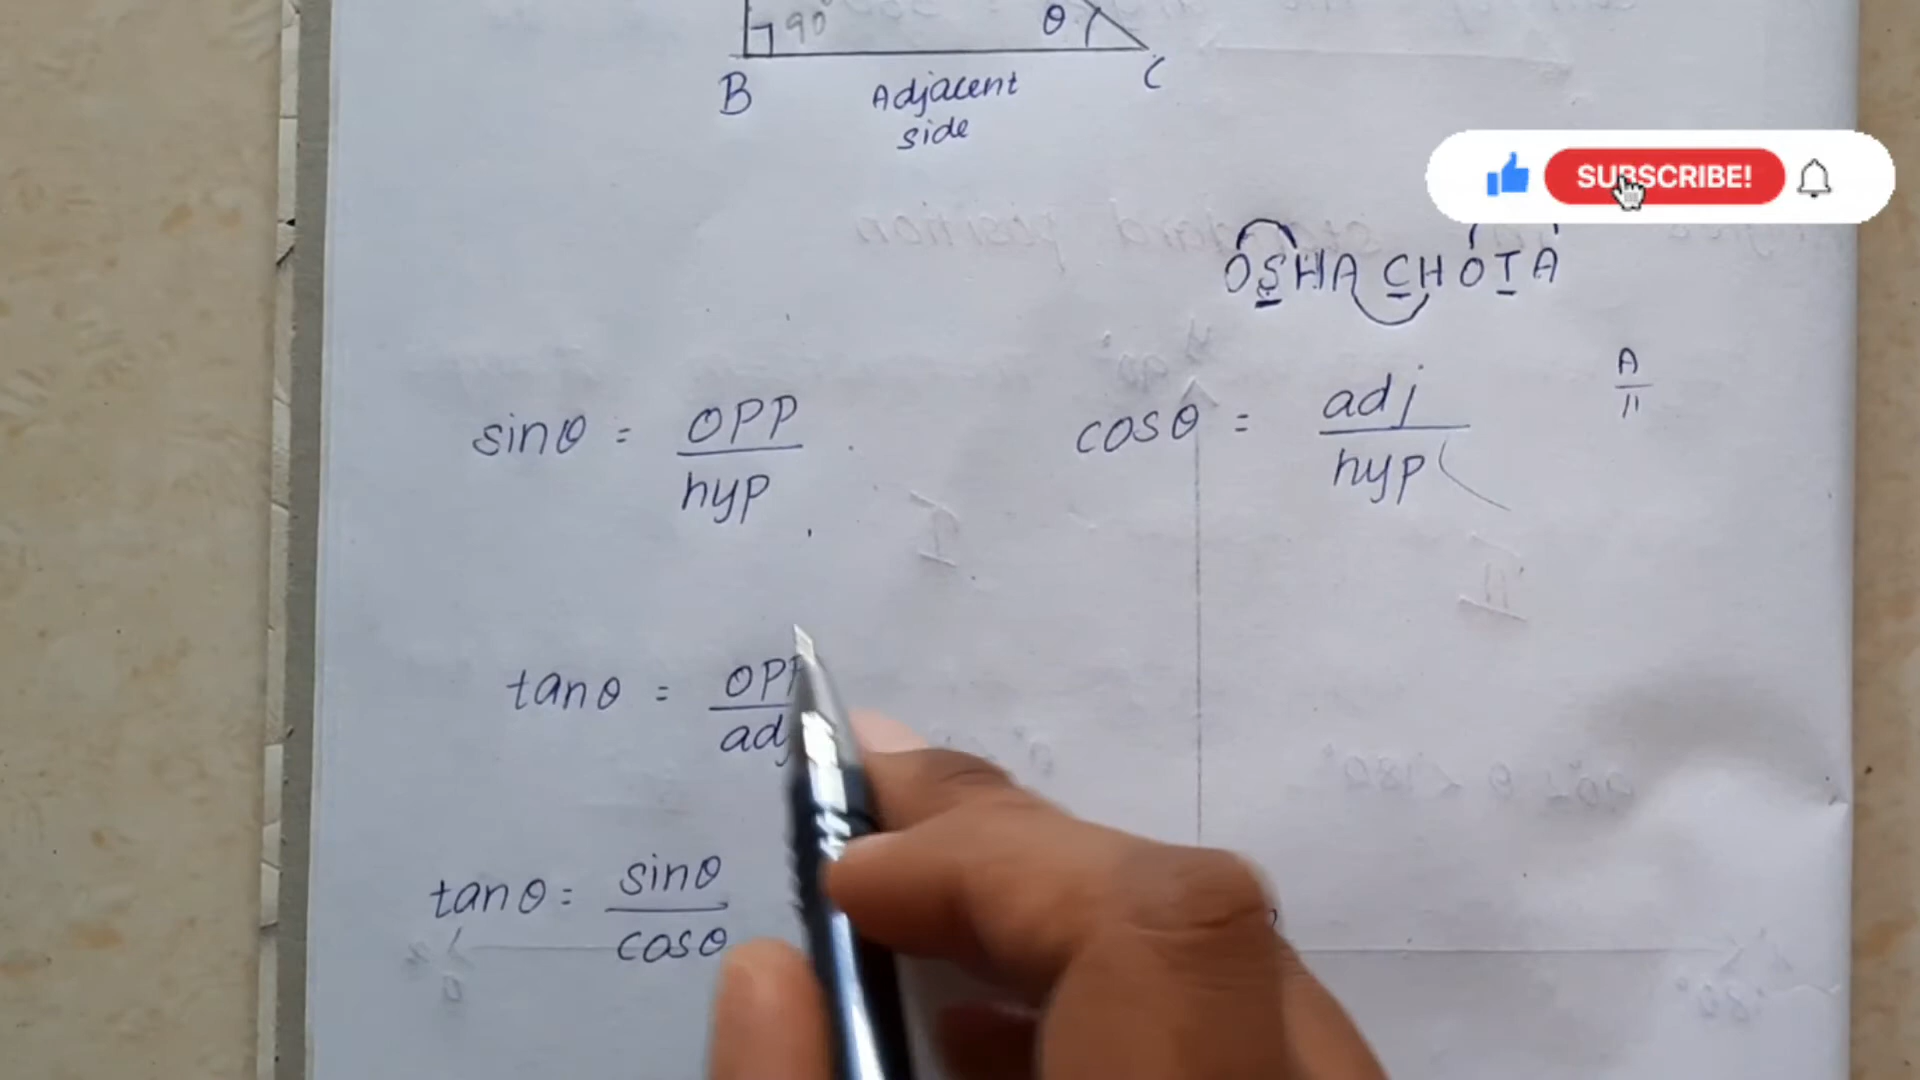 90° θ
B Adjacent C
side
SUBSCRIBE!
OSHA CHOTA
sinθ = OPP/hyp
cosθ = adj/hyp
A/H
tanθ = OPP/adj
tanθ = sinθ/cosθ